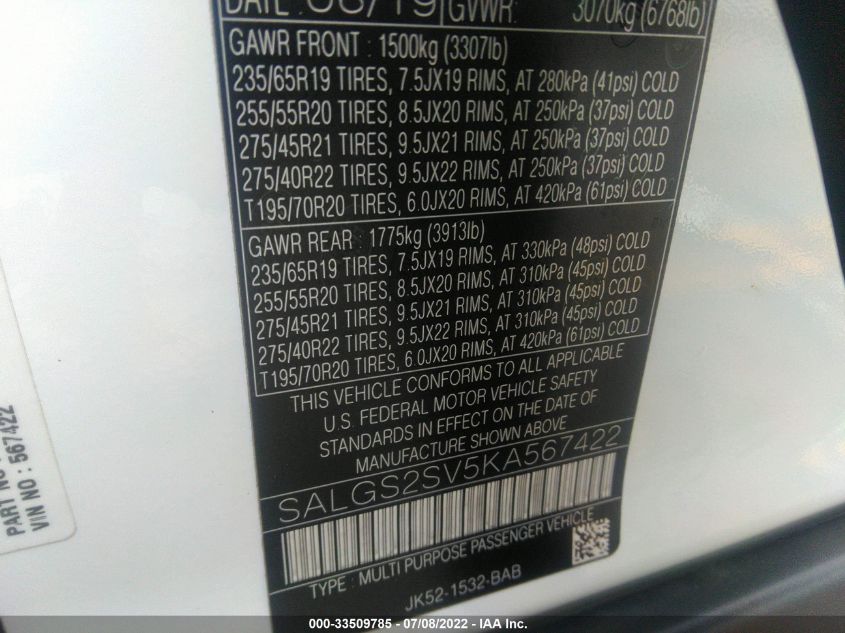 DATE: 06/19 GVWR: 3070kg (6768lb)
GAWR FRONT : 1500kg (3307lb)
235/65R19 TIRES, 7.5JX19 RIMS, AT 280kPa (41psi) COLD
255/55R20 TIRES, 8.5JX20 RIMS, AT 250kPa (37psi) COLD
275/45R21 TIRES, 9.5JX21 RIMS, AT 250kPa (37psi) COLD
275/40R22 TIRES, 9.5JX22 RIMS, AT 250kPa (37psi) COLD
T195/70R20 TIRES, 6.0JX20 RIMS, AT 420kPa (61psi) COLD
GAWR REAR : 1775kg (3913lb)
235/65R19 TIRES, 7.5JX19 RIMS, AT 330kPa (48psi) COLD
255/55R20 TIRES, 8.5JX20 RIMS, AT 310kPa (45psi) COLD
275/45R21 TIRES, 9.5JX21 RIMS, AT 310kPa (45psi) COLD
275/40R22 TIRES, 9.5JX22 RIMS, AT 310kPa (45psi) COLD
T195/70R20 TIRES, 6.0JX20 RIMS, AT 420kPa (61psi) COLD
THIS VEHICLE CONFORMS TO ALL APPLICABLE
U.S. FEDERAL MOTOR VEHICLE SAFETY
STANDARDS IN EFFECT ON THE DATE OF
MANUFACTURE SHOWN ABOVE
SALGS2SV5KA567422
TYPE : MULTI PURPOSE PASSENGER VEHICLE
JK52-1532-BAB
PART NO
VIN NO : 567422
000-33509785 - 07/08/2022 - IAA Inc.